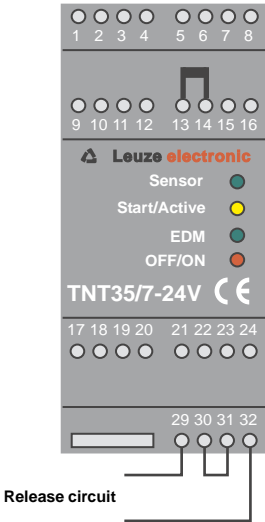 1 2 3 4 5 6 7 8
9 10 11 12 13 14 15 16
Leuze electronic
Sensor
Start/Active
EDM
OFF/ON
TNT35/7-24V CE
17 18 19 20 21 22 23 24
29 30 31 32
Release circuit